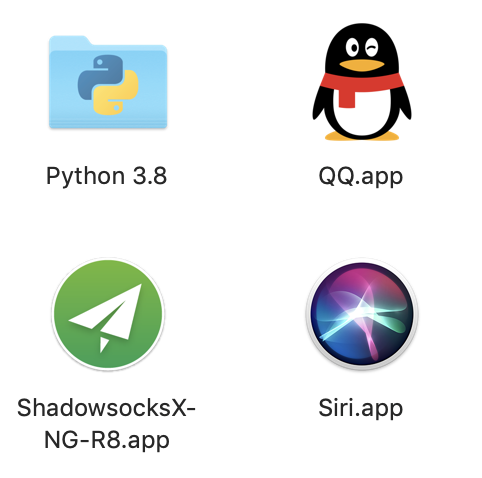 Python 3.8
QQ.app
ShadowsocksX-
NG-R8.app
Siri.app